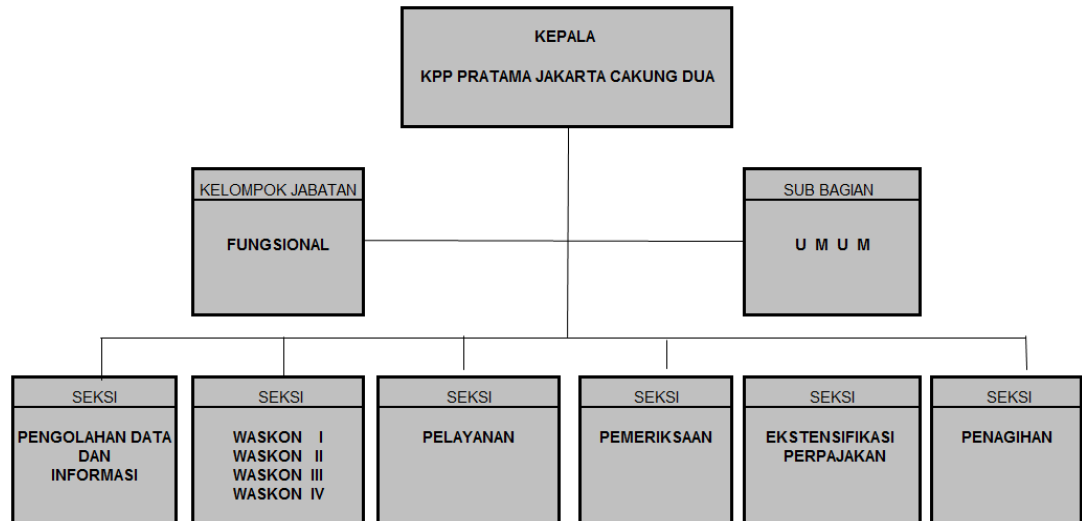 KEPALA
KPP PRATAMA JAKARTA CAKUNG DUA
KELOMPOK JABATAN
FUNGSIONAL
SUB BAGIAN
U M U M
SEKSI
PENGOLAHAN DATA
DAN
INFORMASI
SEKSI
WASKON I
WASKON II
WASKON III
WASKON IV
SEKSI
PELAYANAN
SEKSI
PEMERIKSAAN
SEKSI
EKSTENSIFIKASI
PERPAJAKAN
SEKSI
PENAGIHAN